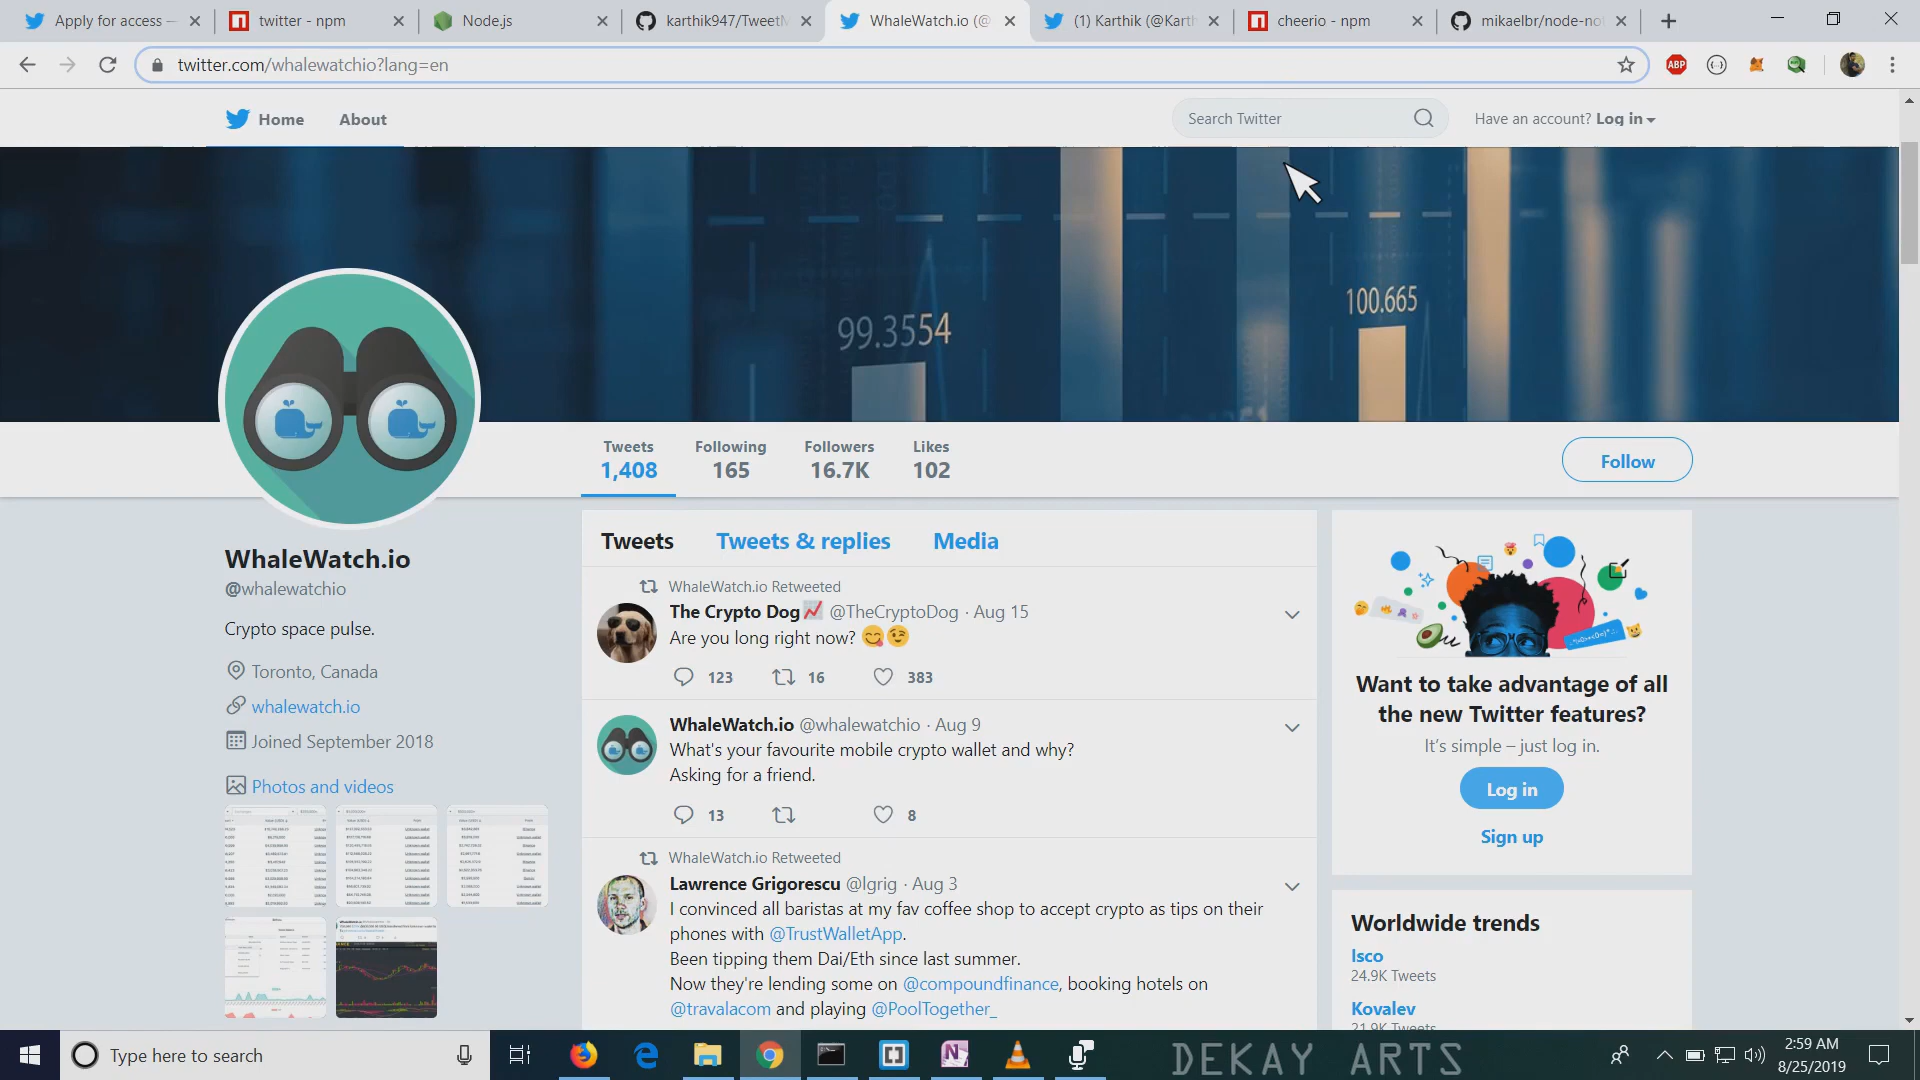 Apply for access —
twitter - npm
Node.js
karthik947/TweetM
WhaleWatch.io (@
(1) Karthik (@Karth
cheerio - npm
mikaelbr/node-no
twitter.com/whalewatchio?lang=en
ABP
Home
About
Search Twitter
Have an account? Log in
99.3554
100.665
Tweets
1,408
Following
165
Followers
16.7K
Likes
102
Follow
WhaleWatch.io
@whalewatchio
Crypto space pulse.
Toronto, Canada
whalewatch.io
Joined September 2018
Photos and videos
Tweets
Tweets & replies
Media
WhaleWatch.io Retweeted
The Crypto Dog @TheCryptoDog · Aug 15
Are you long right now?
123
16
383
WhaleWatch.io @whalewatchio · Aug 9
What's your favourite mobile crypto wallet and why?
Asking for a friend.
13
8
WhaleWatch.io Retweeted
Lawrence Grigorescu @lgrig · Aug 3
I convinced all baristas at my fav coffee shop to accept crypto as tips on their
phones with @TrustWalletApp.
Been tipping them Dai/Eth since last summer.
Now they're lending some on @compoundfinance, booking hotels on
@travalacom and playing @PoolTogether_
Want to take advantage of all
the new Twitter features?
It's simple – just log in.
Log in
Sign up
Worldwide trends
Isco
24.9K Tweets
Kovalev
21.9K Tweets
Type here to search
DEKAY ARTS
2:59 AM
8/25/2019